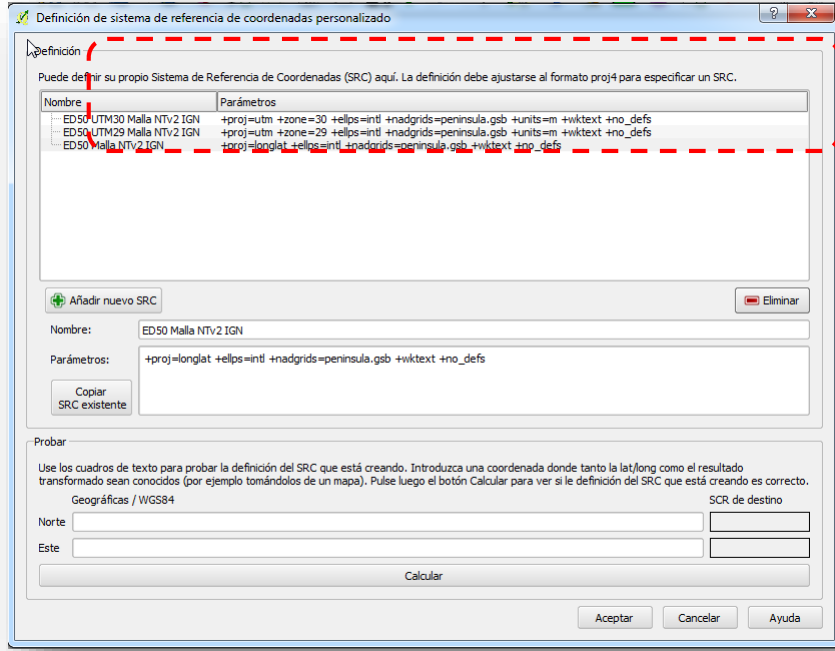 Definición de sistema de referencia de coordenadas personalizado
Definición
Puede definir su propio Sistema de Referencia de Coordenadas (SRC) aquí. La definición debe ajustarse al formato proj4 para especificar un SRC.
Nombre Parámetros
ED50 UTM30 Malla NTv2 IGN +proj=utm +zone=30 +ellps=intl +nadgrids=peninsula.gsb +units=m +wktext +no_defs
ED50 UTM29 Malla NTv2 IGN +proj=utm +zone=29 +ellps=intl +nadgrids=peninsula.gsb +units=m +wktext +no_defs
ED50 Malla NTv2 IGN +proj=longlat +ellps=intl +nadgrids=peninsula.gsb +wktext +no_defs
Añadir nuevo SRC Eliminar
Nombre: ED50 Malla NTv2 IGN
Parámetros: +proj=longlat +ellps=intl +nadgrids=peninsula.gsb +wktext +no_defs
Copiar
SRC existente
Probar
Use los cuadros de texto para probar la definición del SRC que está creando. Introduzca una coordenada donde tanto la lat/long como el resultado
transformado sean conocidos (por ejemplo tomándolos de un mapa). Pulse luego el botón Calcular para ver si le definición del SRC que está creando es correcto.
Geográficas / WGS84 SCR de destino
Norte
Este
Calcular
Aceptar Cancelar Ayuda